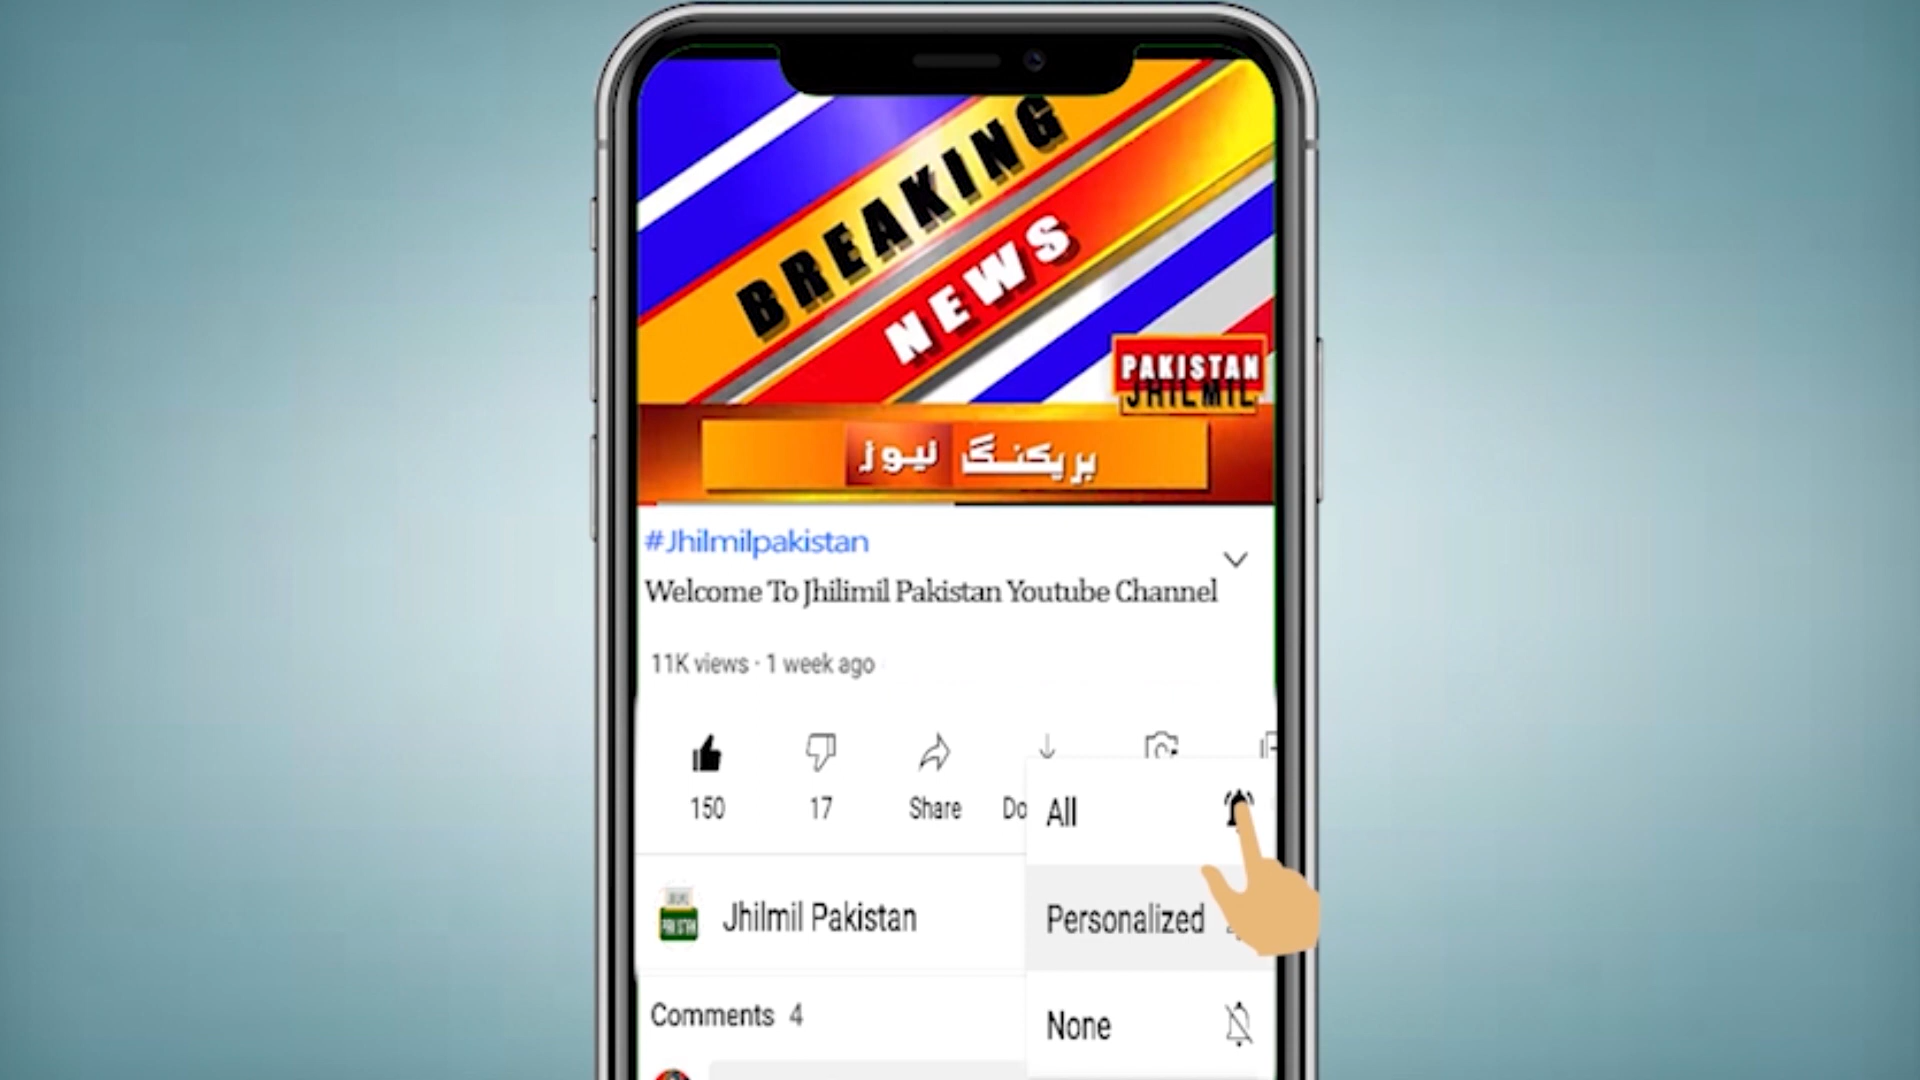 BREAKING
NEWS
PAKISTAN
JHILMIL
بریکنگ نیوز
#Jhilmilpakistan
Welcome To Jhilimil Pakistan Youtube Channel
11K views · 1 week ago
150
17
Share
Do
All
Jhilmil Pakistan
Personalized
Comments 4
None